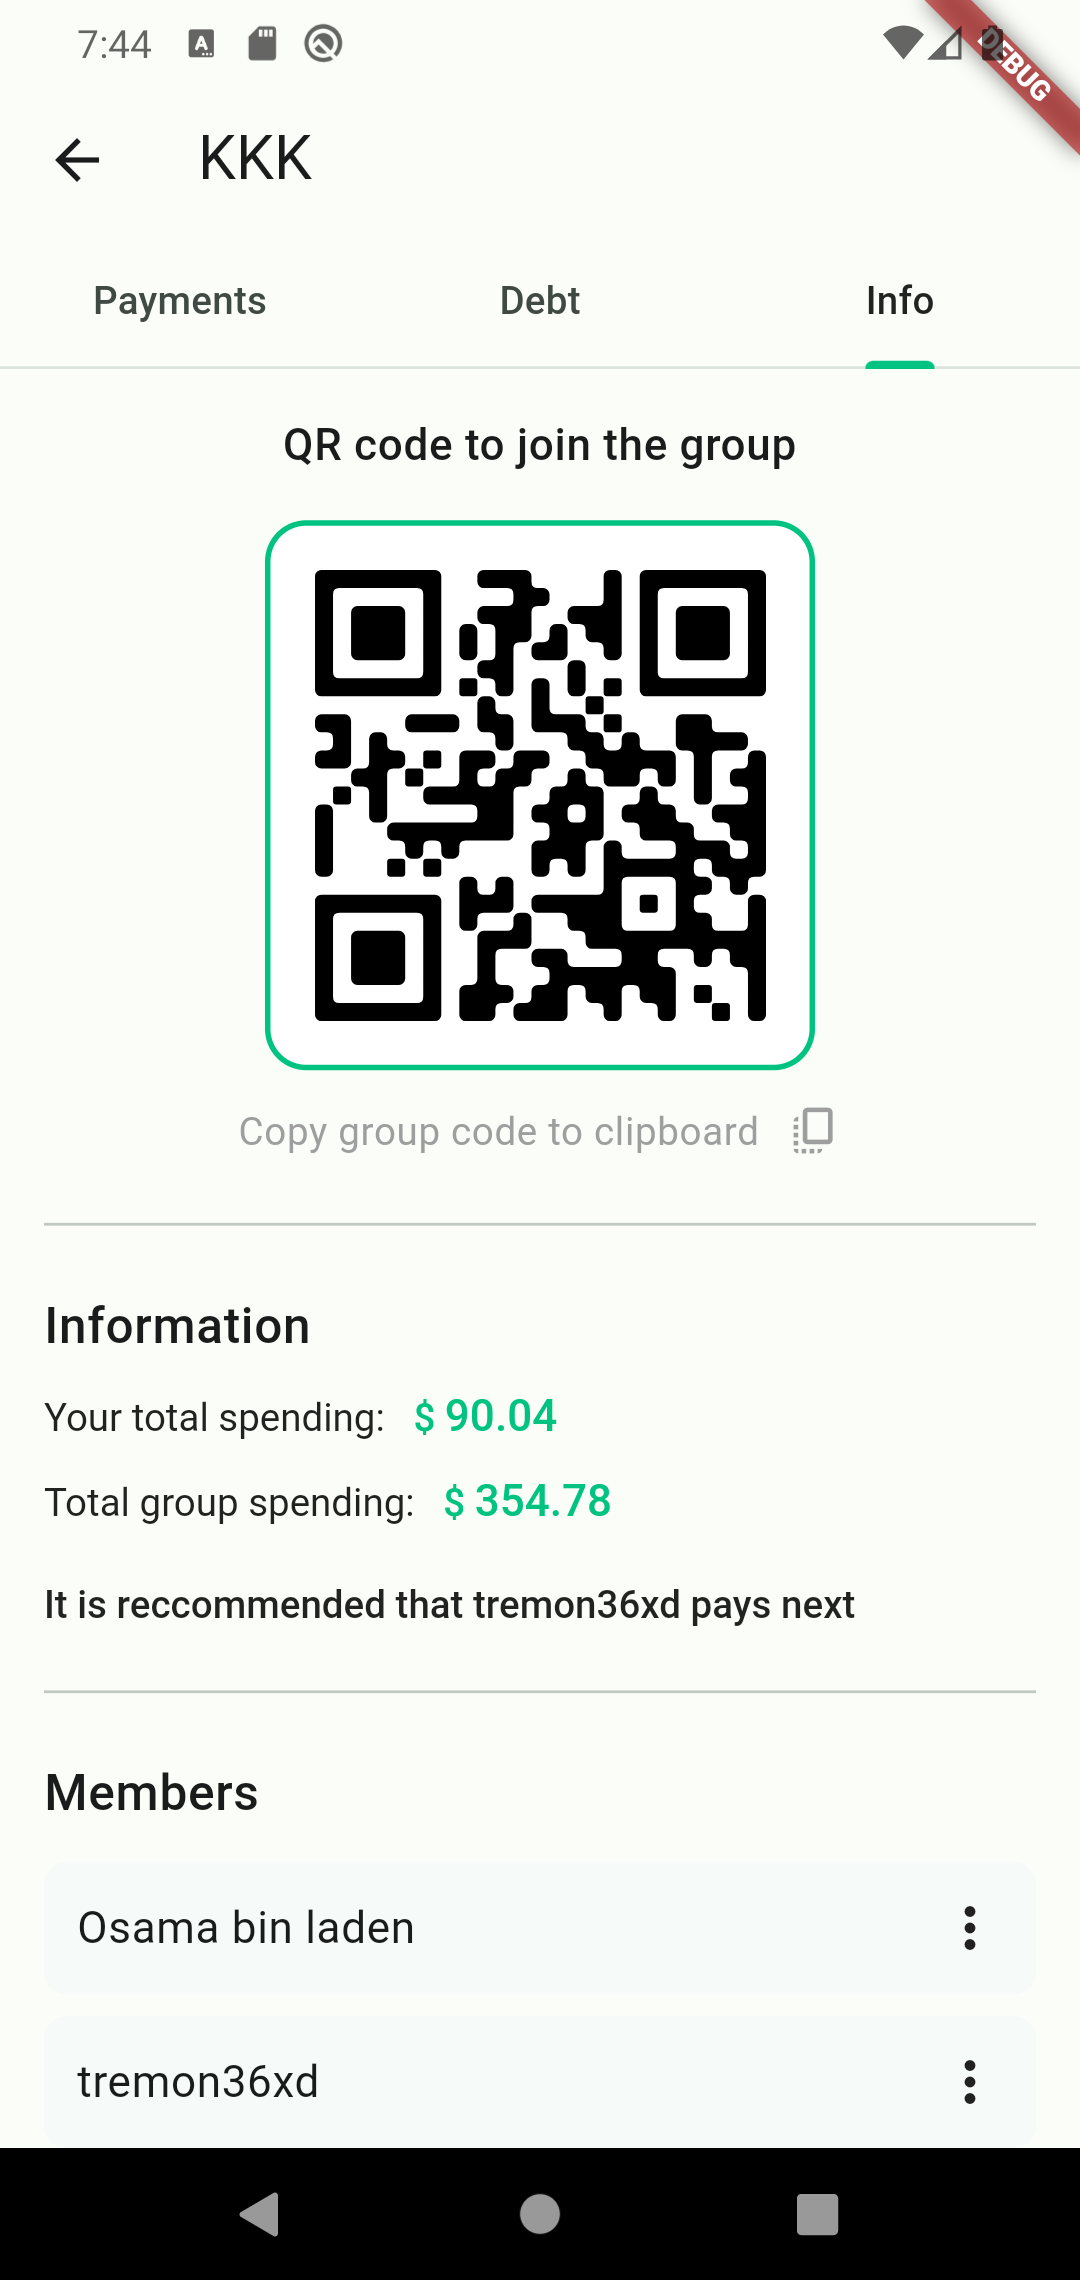 7:44
DEBUG
KKK
Payments Debt Info
QR code to join the group
Copy group code to clipboard
Information
Your total spending: $ 90.04
Total group spending: $ 354.78
It is reccommended that tremon36xd pays next
Members
Osama bin laden
tremon36xd